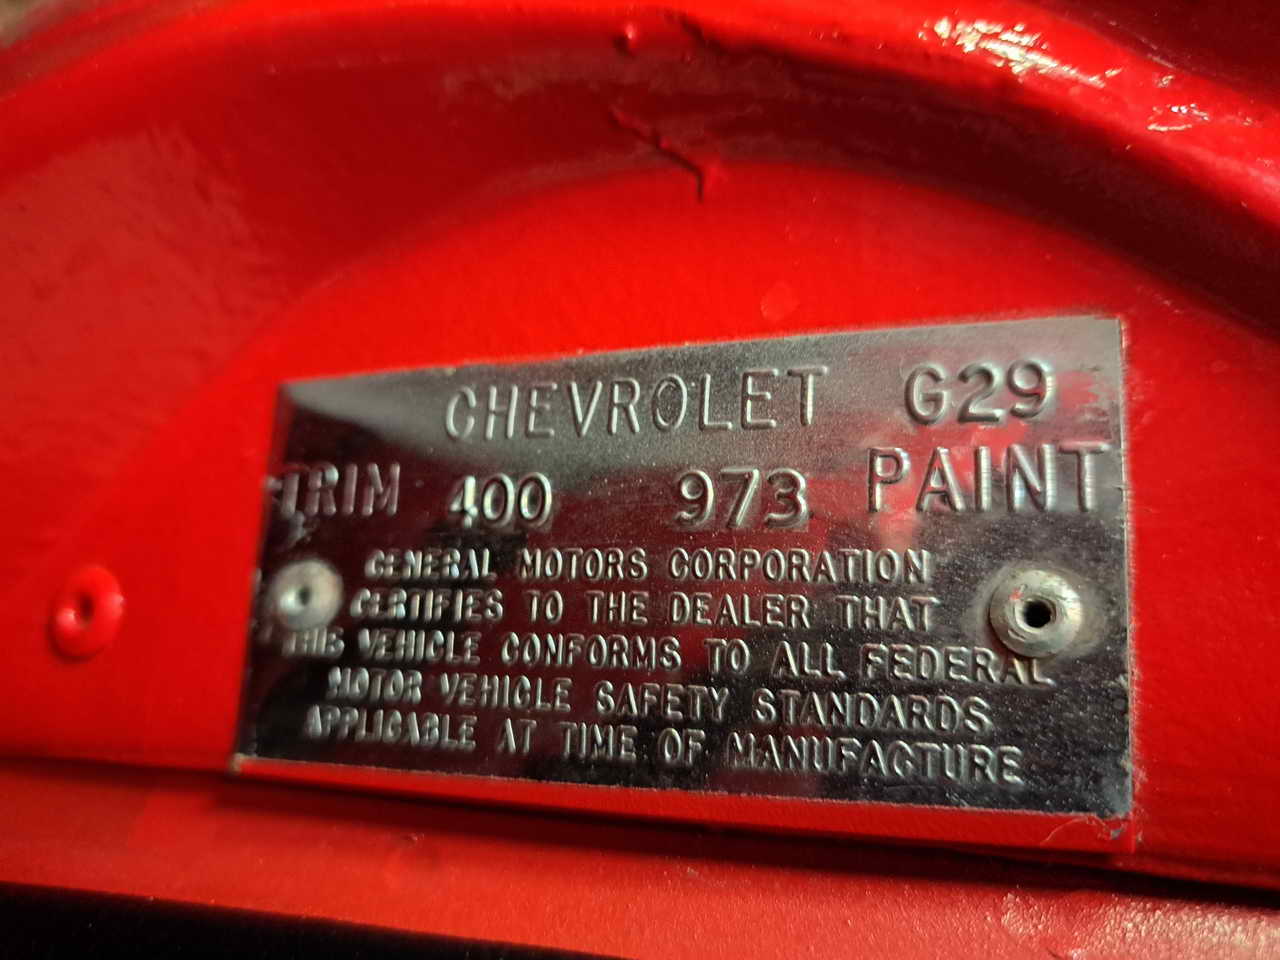 CHEVROLET G29
TRIM 400 973 PAINT
GENERAL MOTORS CORPORATION
CERTIFIES TO THE DEALER THAT
THIS VEHICLE CONFORMS TO ALL FEDERAL
MOTOR VEHICLE SAFETY STANDARDS
APPLICABLE AT TIME OF MANUFACTURE